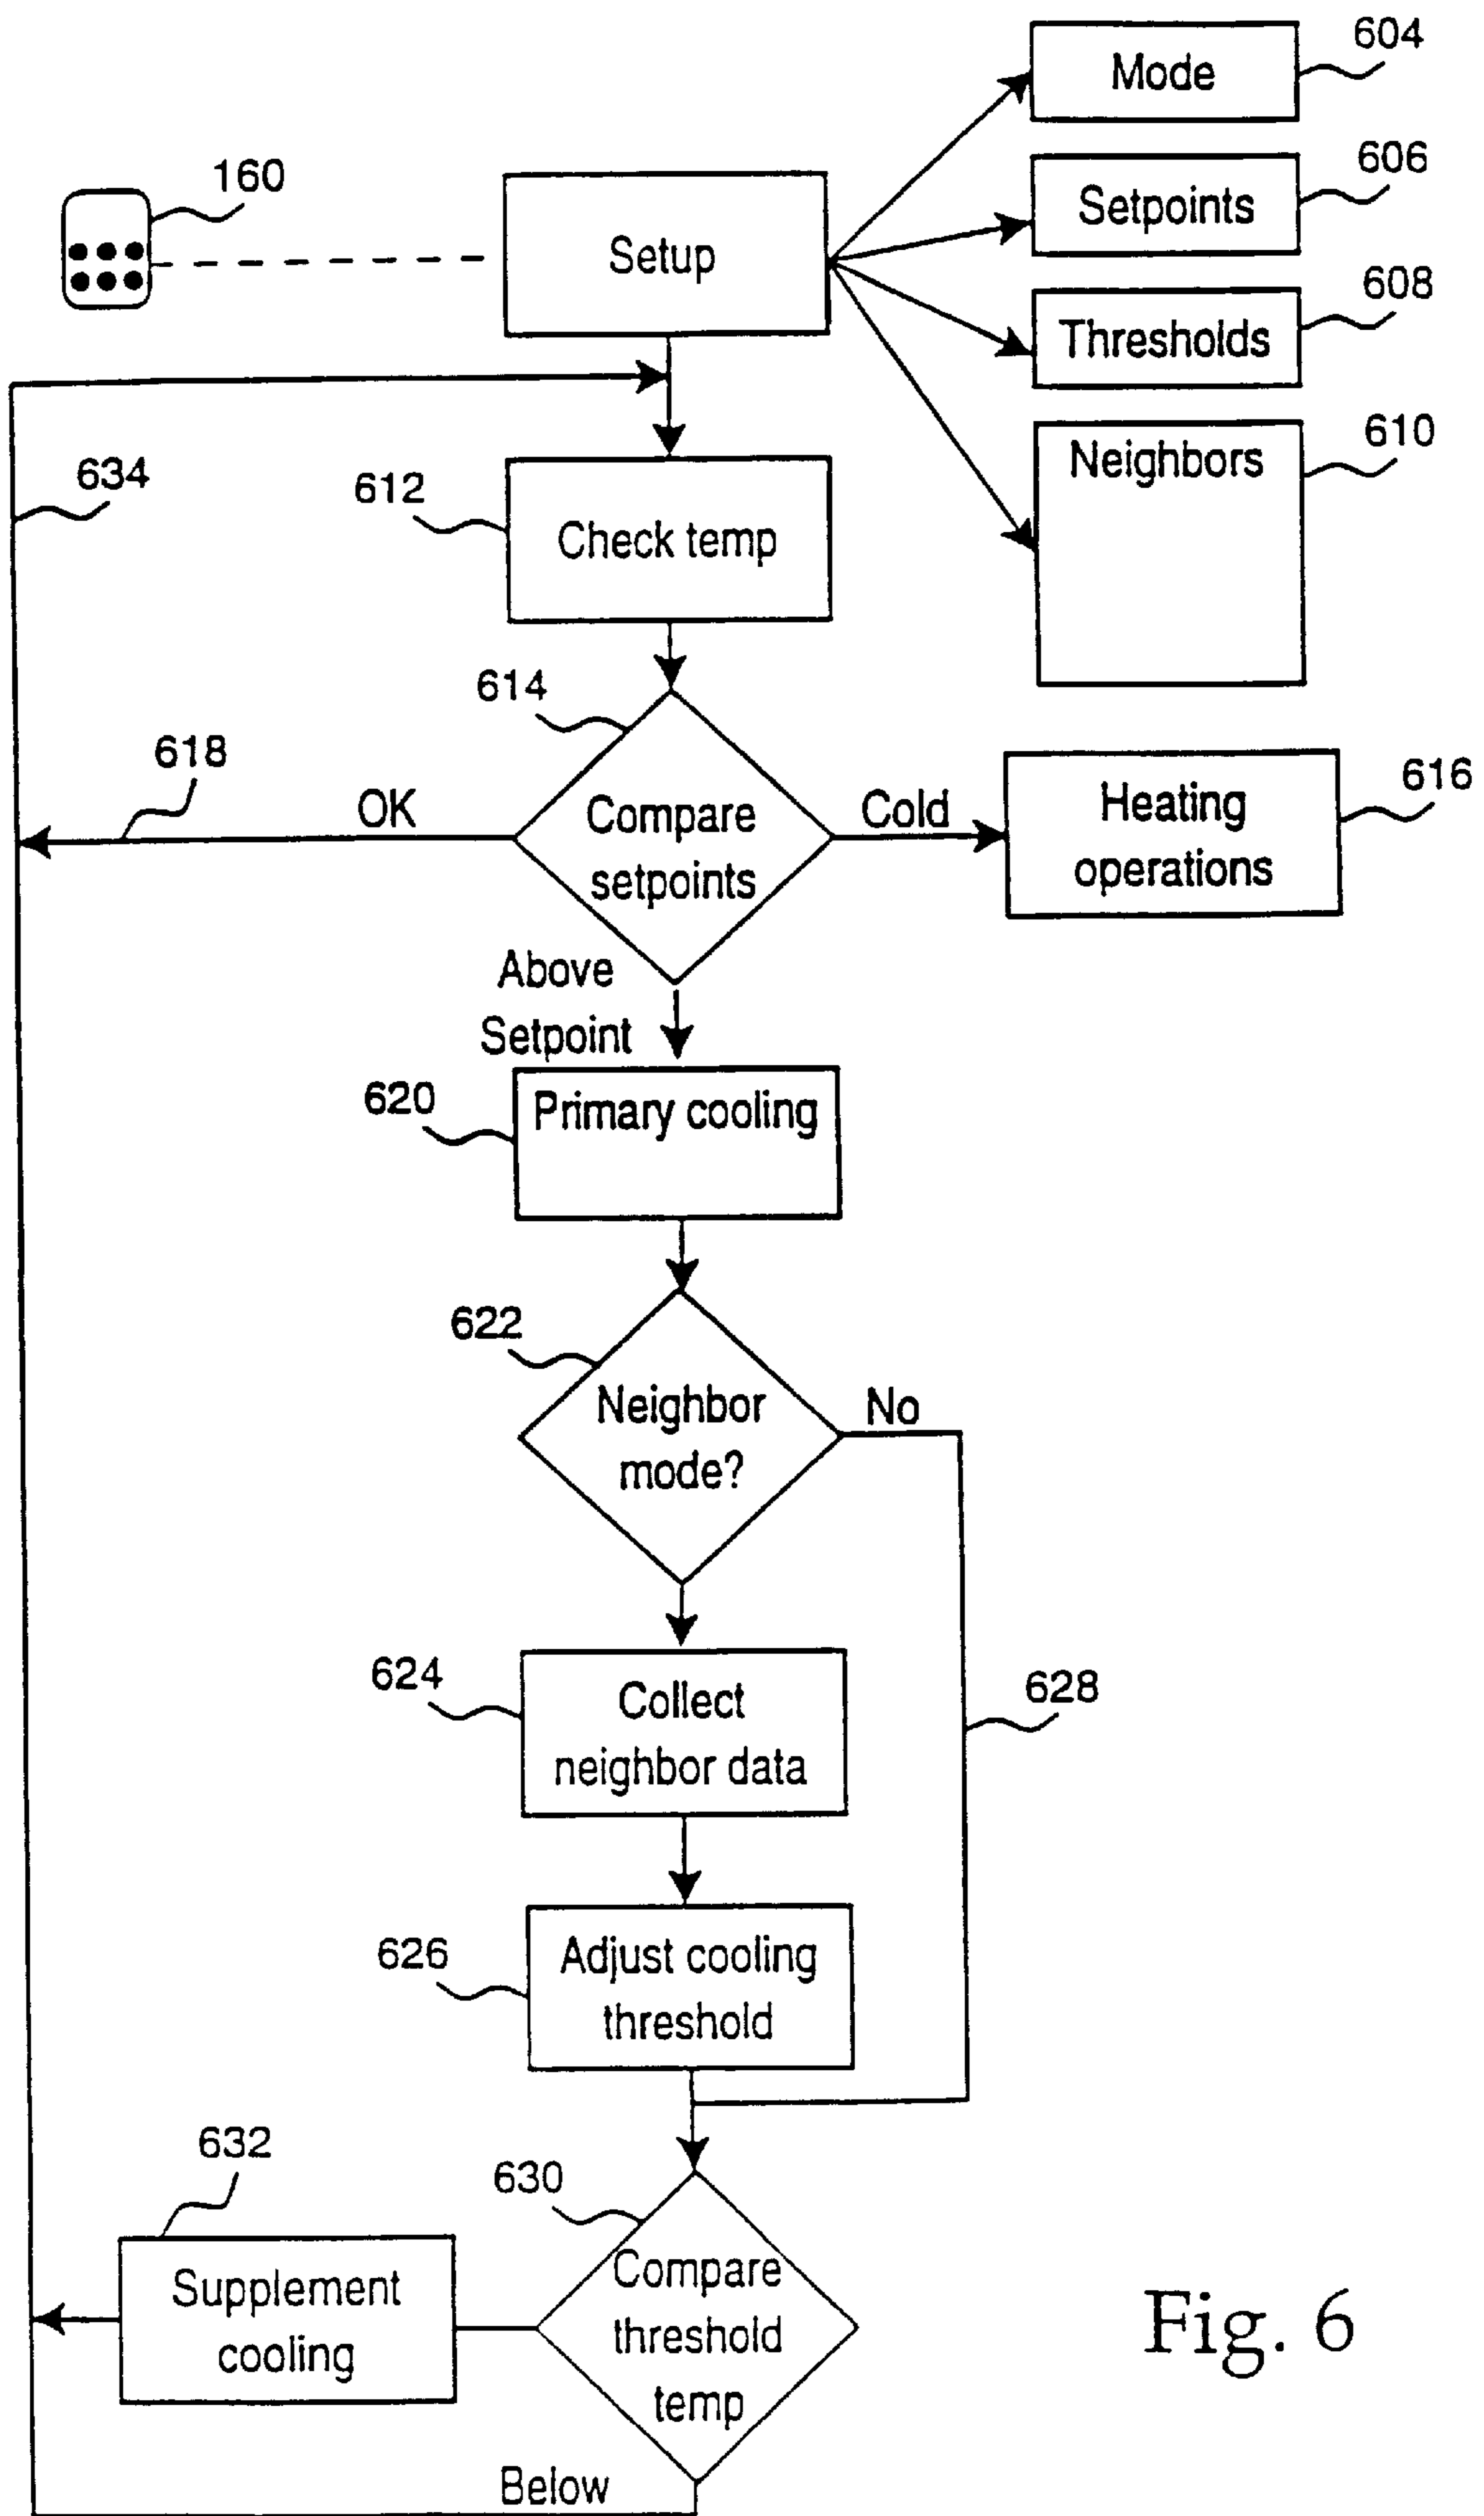 604
Mode
160
606
Setpoints
Setup
608
Thresholds
610
Neighbors
634
612
Check temp
614
618
OK
Compare
setpoints
Cold
Heating
operations
616
Above
Setpoint
620
Primary cooling
622
Neighbor
mode?
No
624
Collect
neighbor data
628
626
Adjust cooling
threshold
632
630
Supplement
cooling
Compare
threshold
temp
Below
Fig. 6